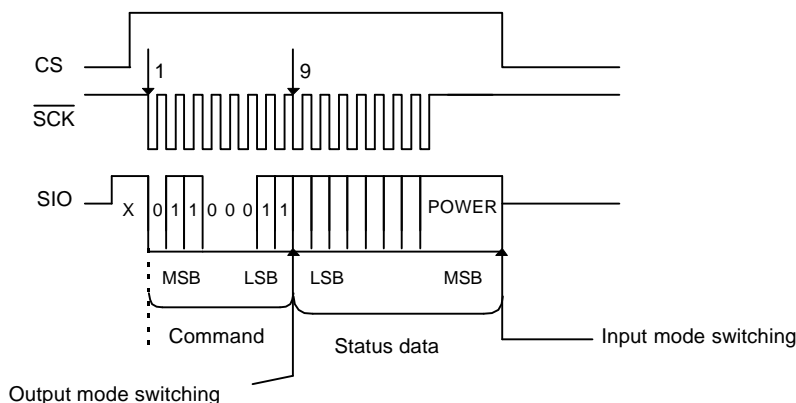 CS
1
9
SCK
SIO
X
0 1 1 0 0 0 1 1
POWER
MSB
LSB
LSB
MSB
Command
Status data
Input mode switching
Output mode switching